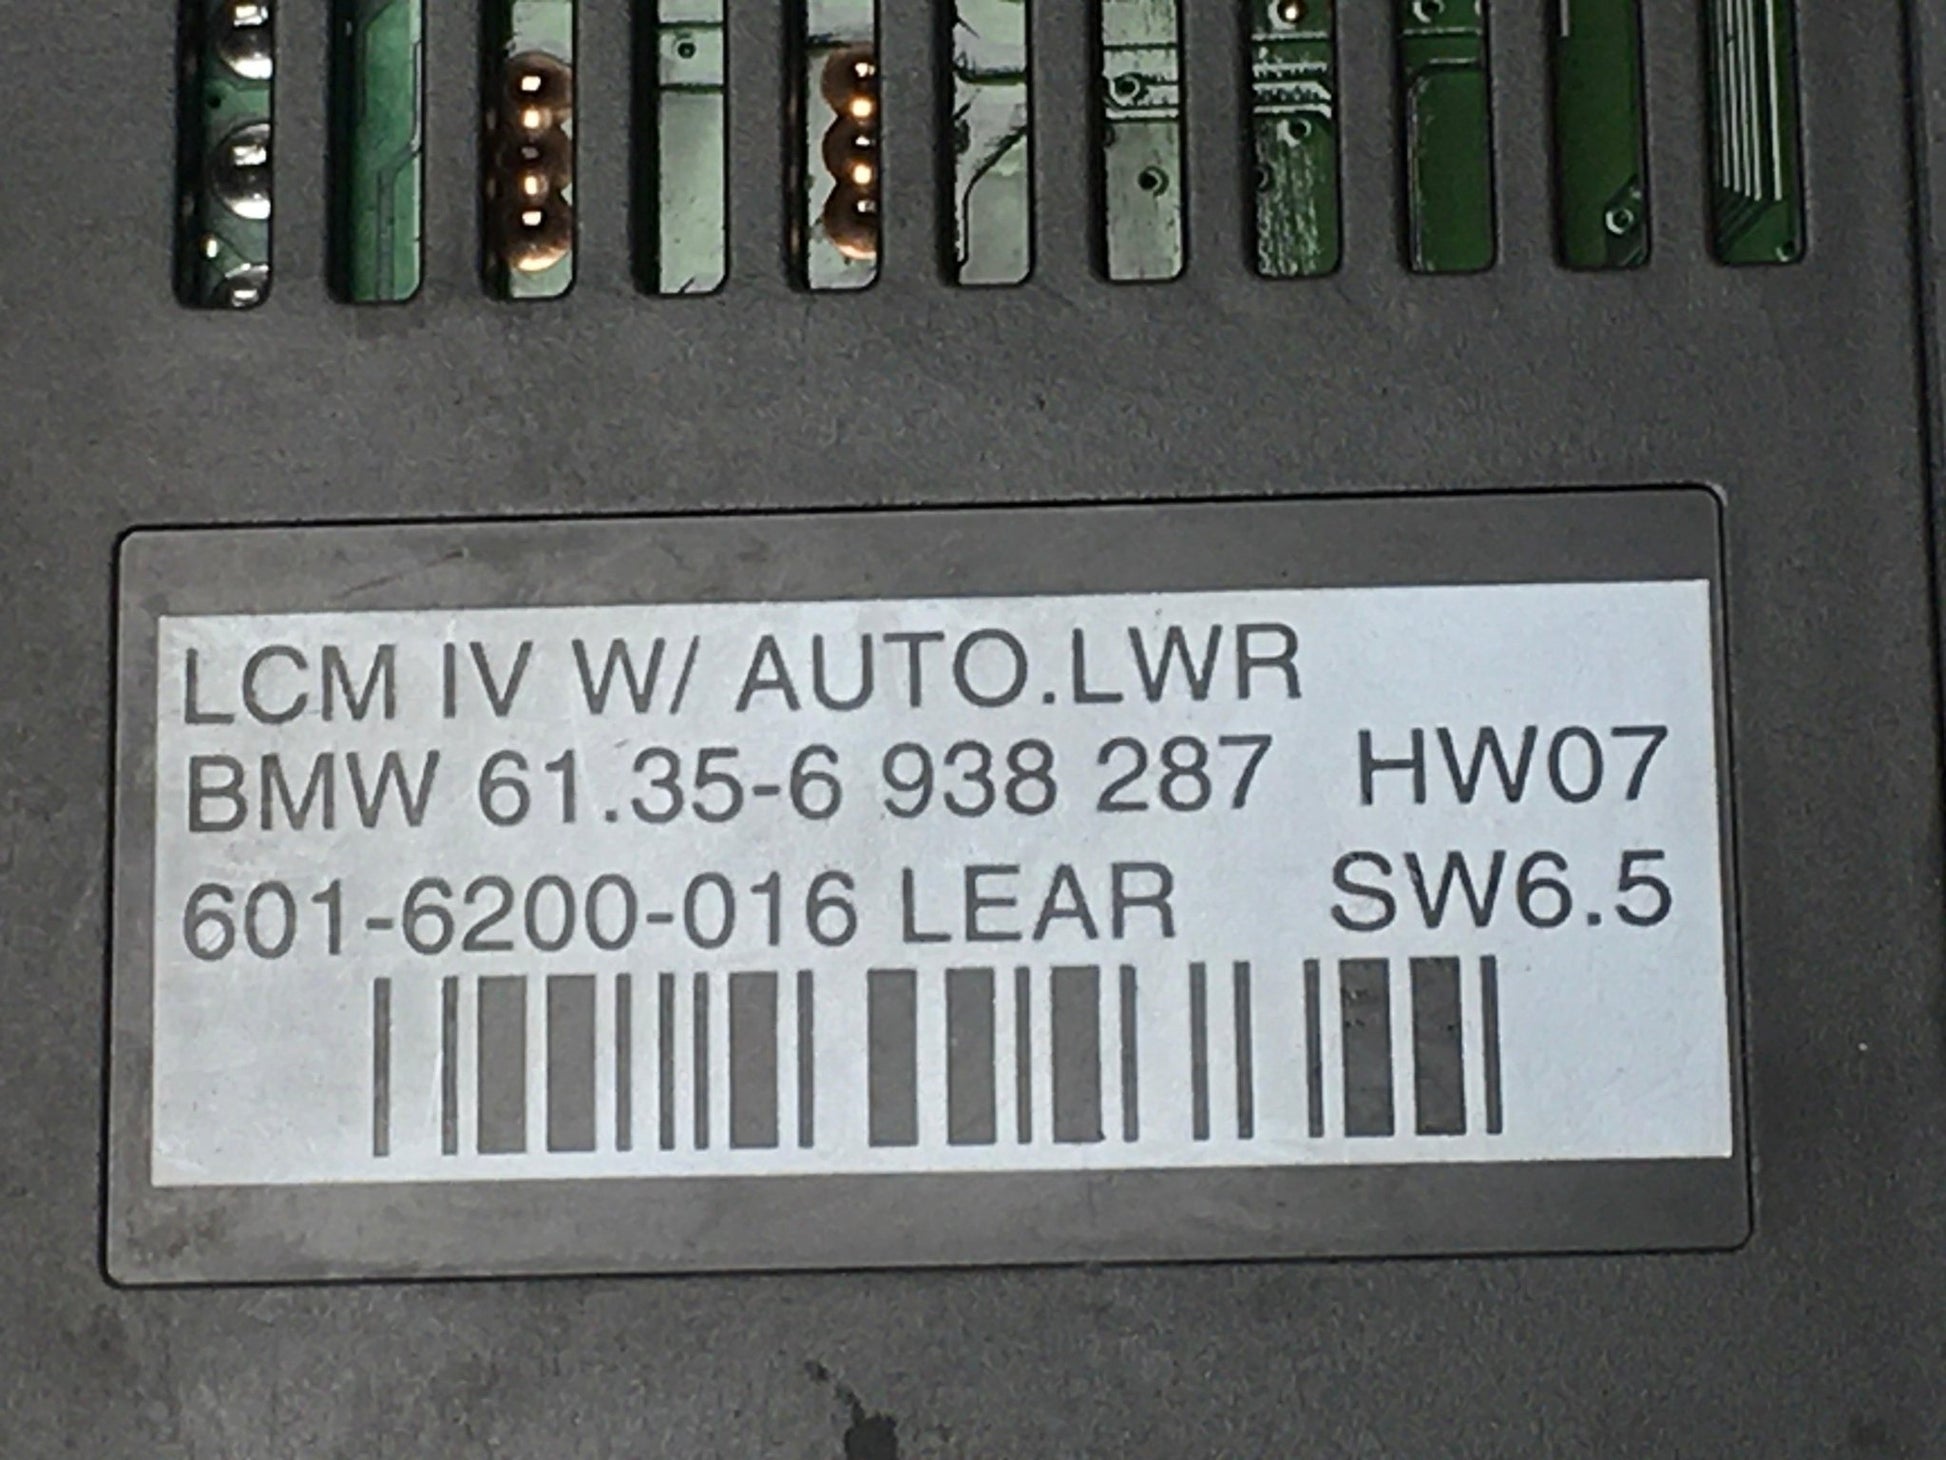 LCM IV W/ AUTO.LWR
BMW 61.35-6 938 287 HW07
601-6200-016 LEAR SW6.5